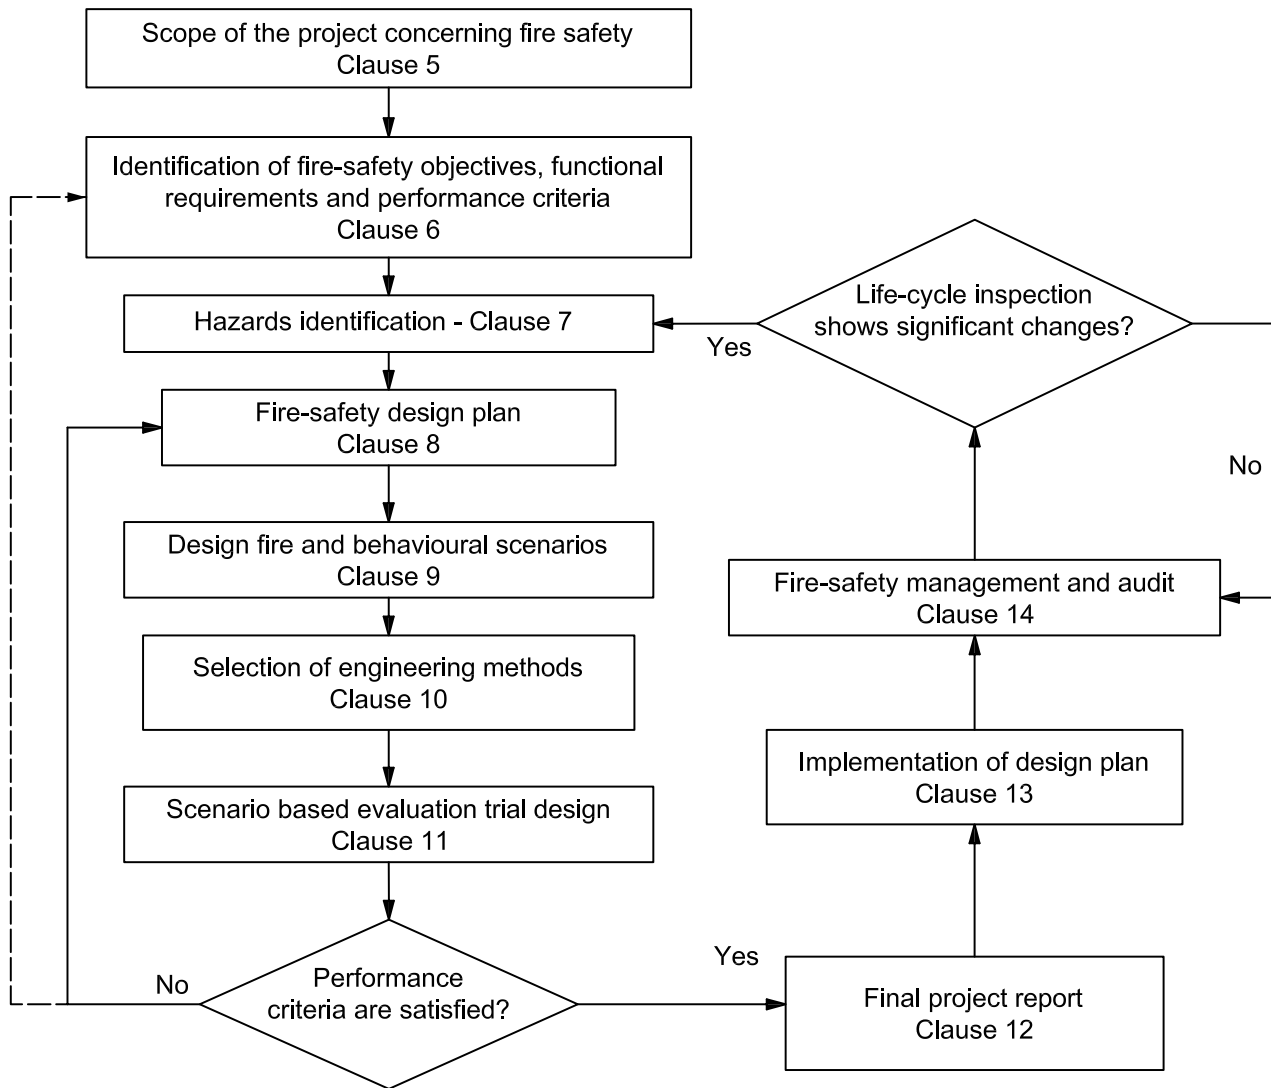 Scope of the project concerning fire safety
Clause 5
Identification of fire-safety objectives, functional
requirements and performance criteria
Clause 6
Hazards identification - Clause 7
Fire-safety design plan
Clause 8
Design fire and behavioural scenarios
Clause 9
Selection of engineering methods
Clause 10
Scenario based evaluation trial design
Clause 11
Performance
criteria are satisfied?
No
Yes
Final project report
Clause 12
Implementation of design plan
Clause 13
Fire-safety management and audit
Clause 14
Life-cycle inspection
shows significant changes?
Yes
No